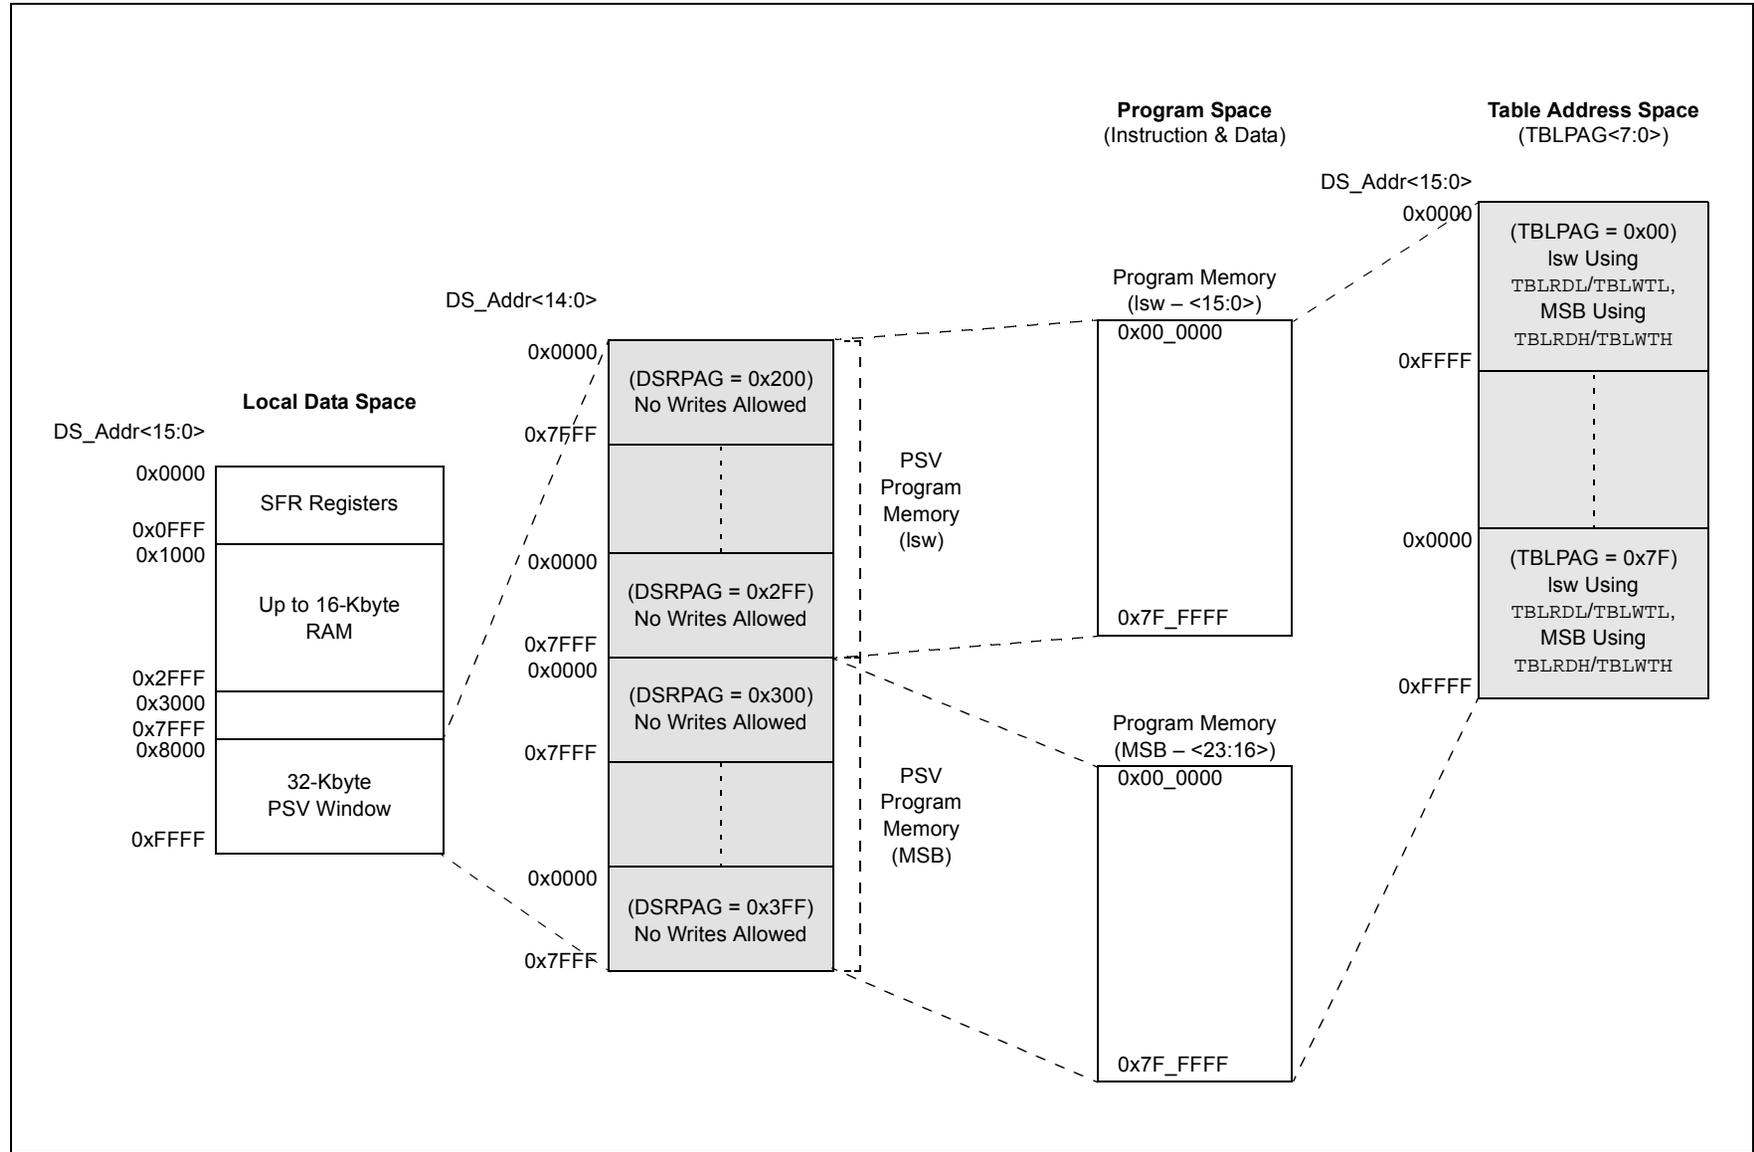 Program Space
(Instruction & Data)
Table Address Space
(TBLPAG<7:0>)
DS_Addr<15:0>
0x0000
(TBLPAG = 0x00)
lsw Using
TBLRDL/TBLWTL,
MSB Using
TBLRDH/TBLWTH
0xFFFF
0x0000
(TBLPAG = 0x7F)
lsw Using
TBLRDL/TBLWTL,
MSB Using
TBLRDH/TBLWTH
0xFFFF
Program Memory
(lsw – <15:0>)
0x00_0000
0x7F_FFFF
Program Memory
(MSB – <23:16>)
0x00_0000
0x7F_FFFF
DS_Addr<14:0>
0x0000
(DSRPAG = 0x200)
No Writes Allowed
0x7FFF
0x0000
(DSRPAG = 0x2FF)
No Writes Allowed
0x7FFF
0x0000
(DSRPAG = 0x300)
No Writes Allowed
0x7FFF
0x0000
(DSRPAG = 0x3FF)
No Writes Allowed
0x7FFF
PSV
Program
Memory
(lsw)
PSV
Program
Memory
(MSB)
Local Data Space
DS_Addr<15:0>
0x0000
SFR Registers
0x0FFF
0x1000
Up to 16-Kbyte
RAM
0x2FFF
0x3000
0x7FFF
0x8000
32-Kbyte
PSV Window
0xFFFF